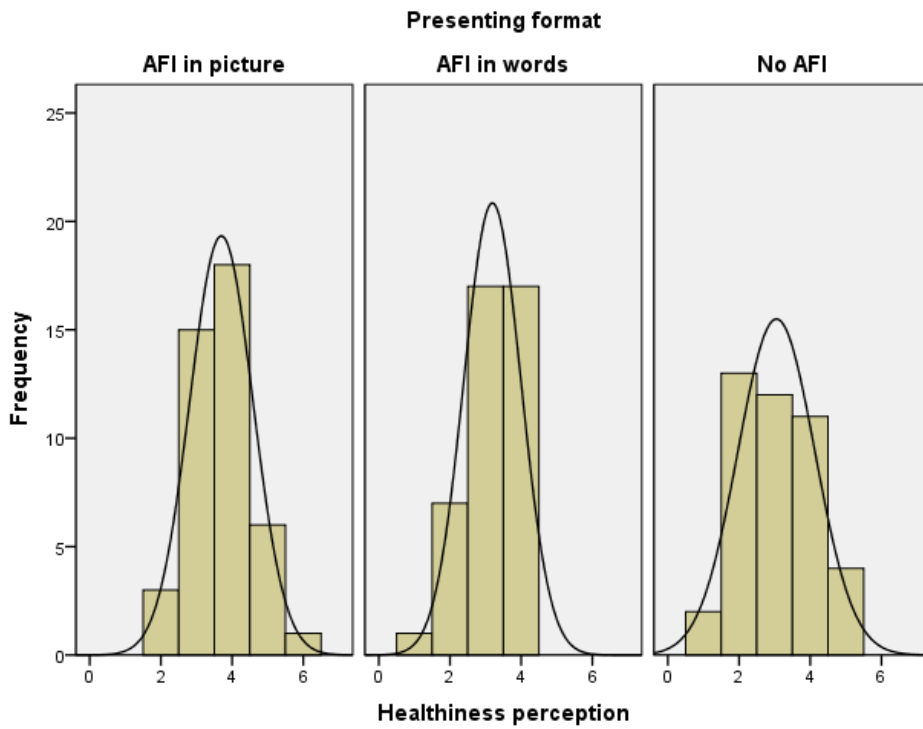 Presenting format
AFI in picture AFI in words No AFI
25
20
15
10
5
0
Frequency
0 2 4 6 0 2 4 6 0 2 4 6
Healthiness perception